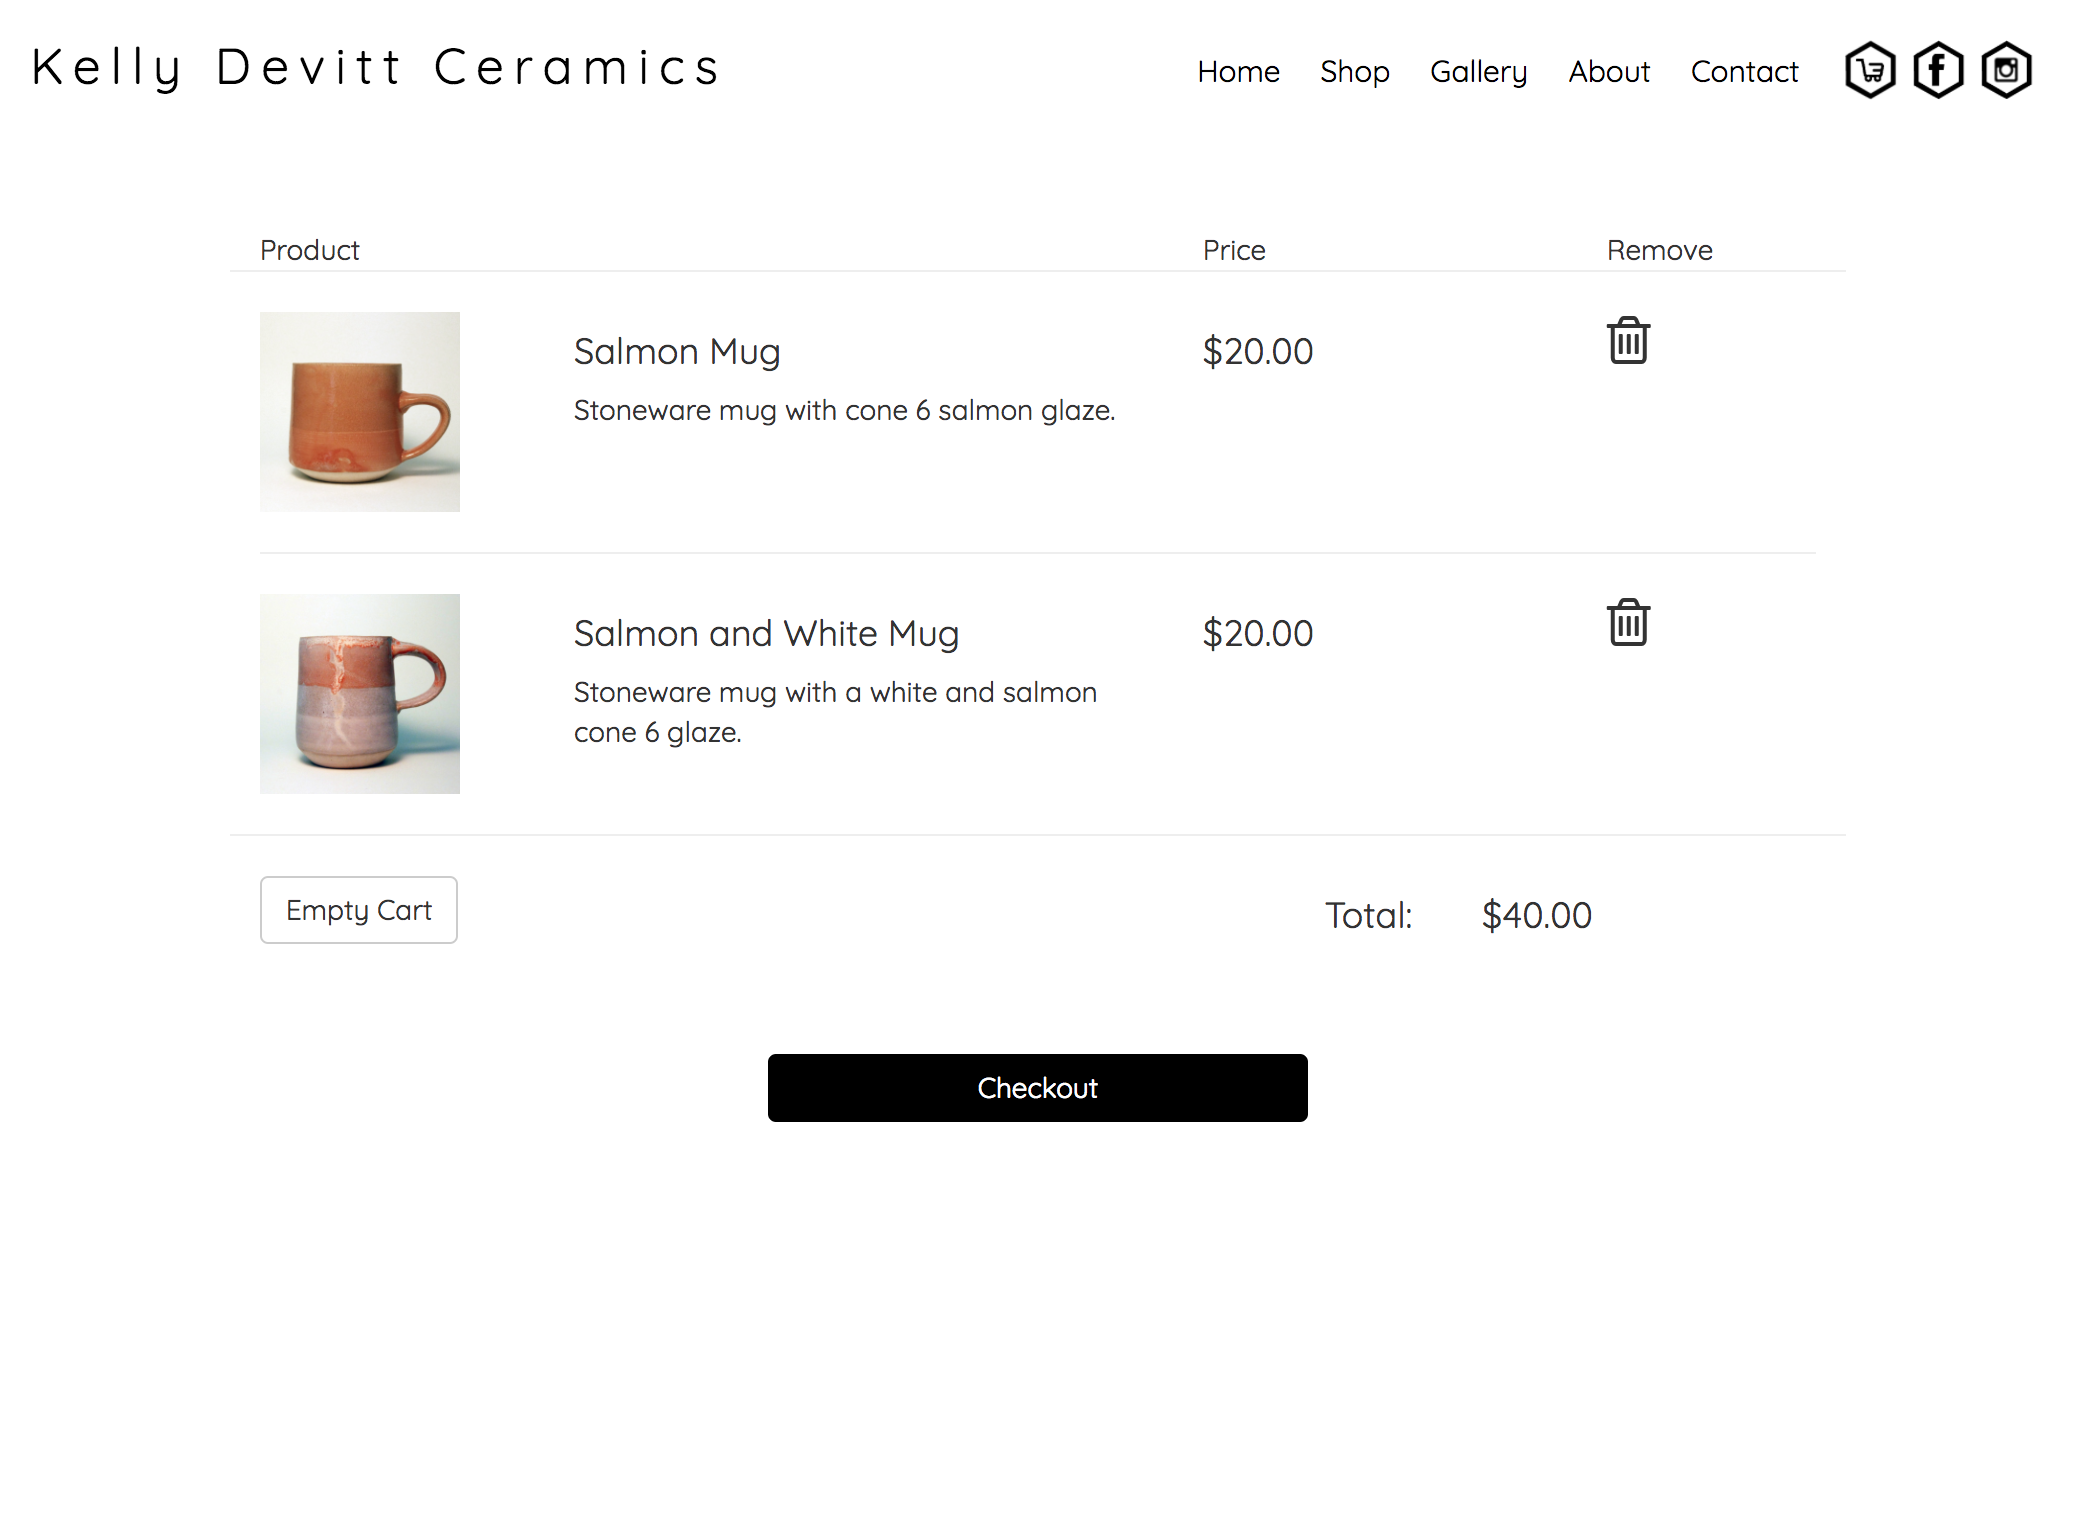 Kelly Devitt Ceramics
Home Shop Gallery About Contact
Product Price Remove
Salmon Mug $20.00
Stoneware mug with cone 6 salmon glaze.
Salmon and White Mug $20.00
Stoneware mug with a white and salmon
cone 6 glaze.
Empty Cart Total: $40.00
Checkout